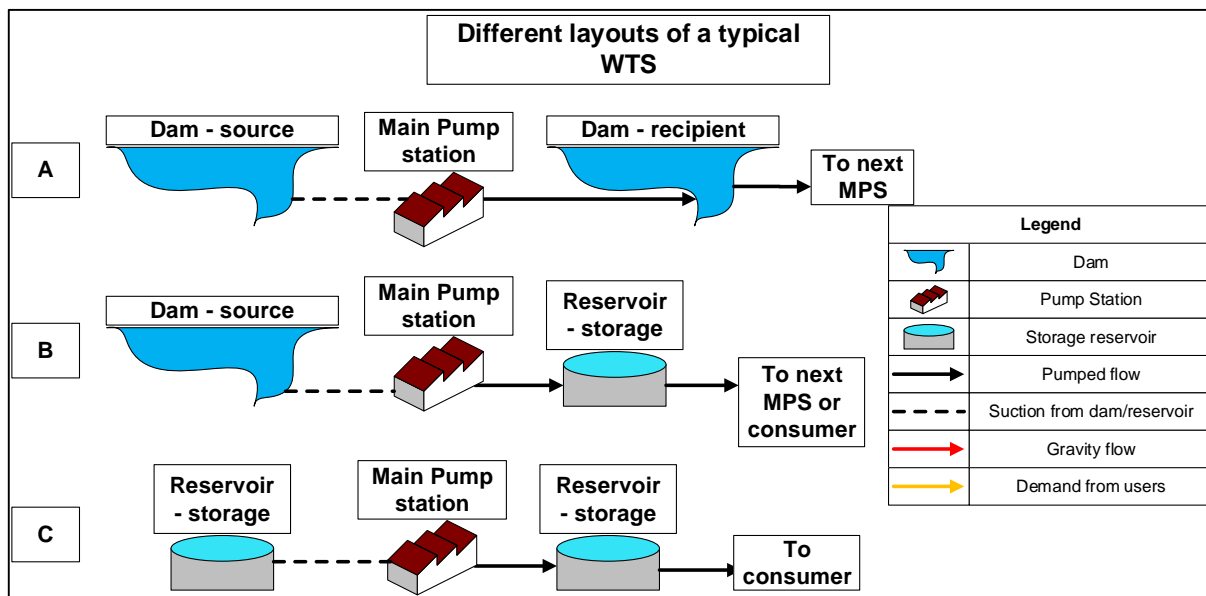 Different layouts of a typical
WTS
Dam - source
Main Pump
station
Dam - recipient
A
To next
MPS
Legend
Dam
Pump Station
Storage reservoir
Pumped flow
Suction from dam/reservoir
Gravity flow
Demand from users
Dam - source
Main Pump
station
Reservoir
- storage
B
To next
MPS or
consumer
Reservoir
- storage
Main Pump
station
Reservoir
- storage
C
To
consumer